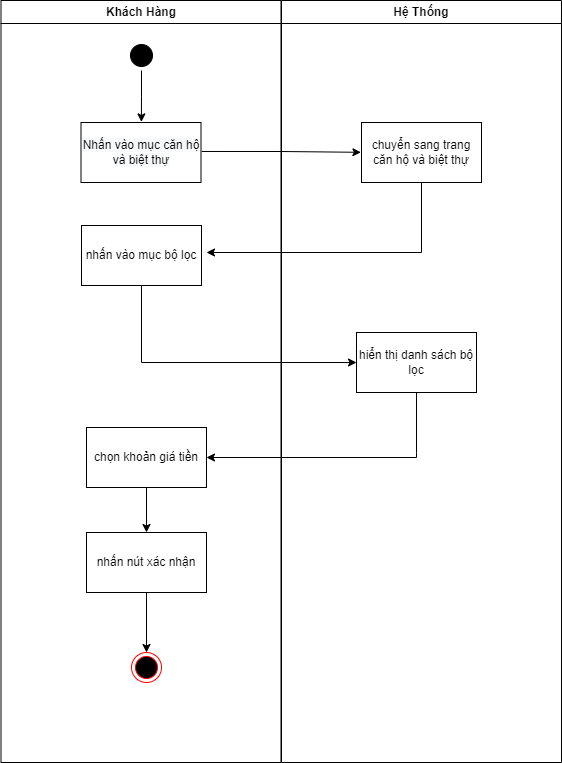 Khách Hàng
Hệ Thống
Nhấn vào mục căn hộ
và biệt thự
chuyển sang trang
căn hộ và biệt thự
nhấn vào mục bộ lọc
hiển thị danh sách bộ
lọc
chọn khoản giá tiền
nhấn nút xác nhận